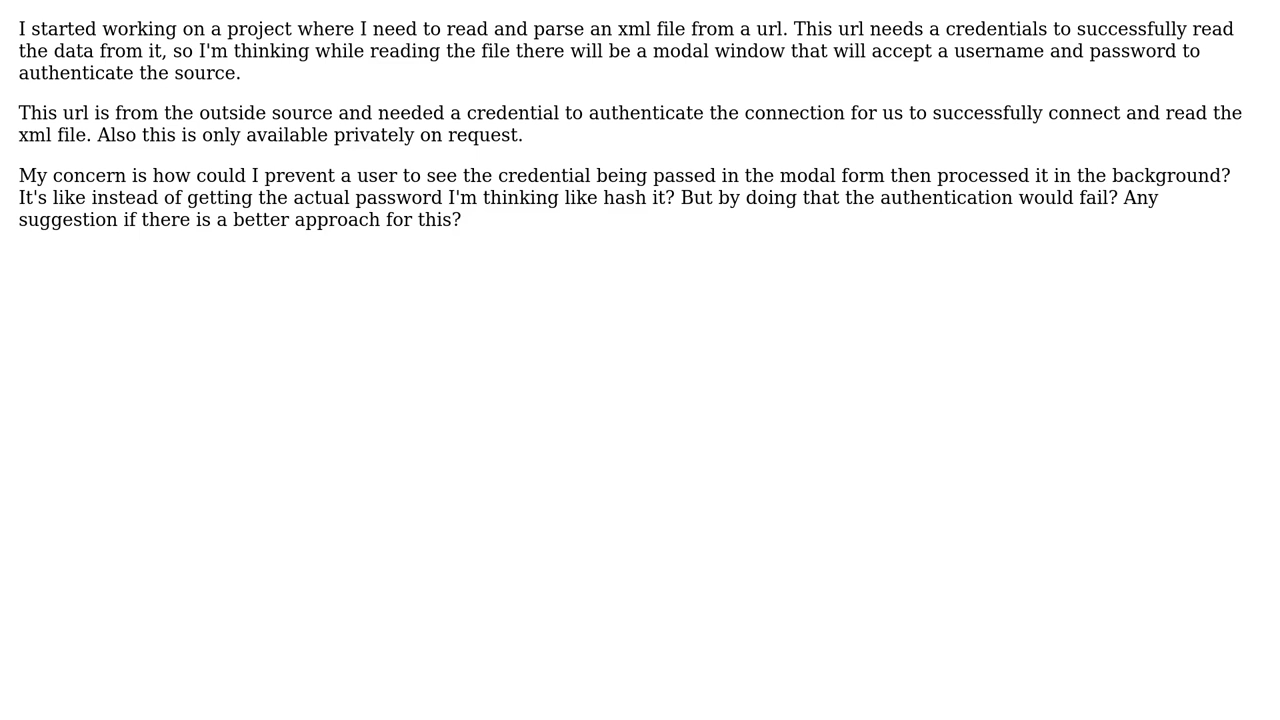 I started working on a project where I need to read and parse an xml file from a url. This url needs a credentials to successfully read
the data from it, so I'm thinking while reading the file there will be a modal window that will accept a username and password to
authenticate the source.
This url is from the outside source and needed a credential to authenticate the connection for us to successfully connect and read the
xml file. Also this is only available privately on request.
My concern is how could I prevent a user to see the credential being passed in the modal form then processed it in the background?
It's like instead of getting the actual password I'm thinking like hash it? But by doing that the authentication would fail? Any
suggestion if there is a better approach for this?